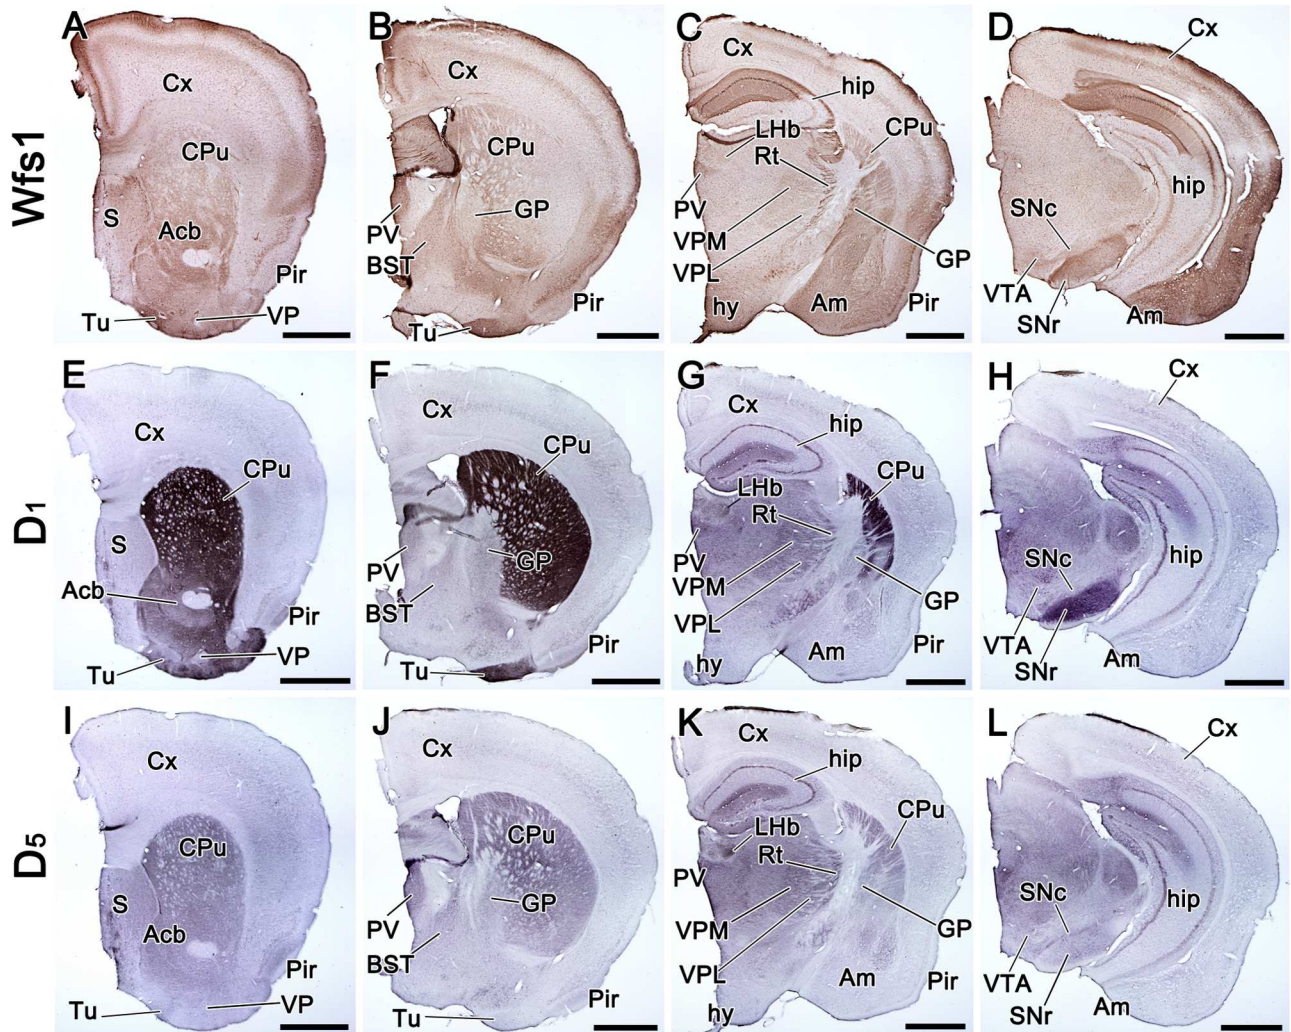 Wfs1
A
Cx
CPu
S
Acb
Pir
Tu
VP
B
Cx
CPu
GP
PV
BST
Pir
Tu
C
Cx
hip
LHb
CPu
Rt
PV
VPM
VPL
GP
hy
Am
Pir
D
Cx
hip
SNc
VTA
SNr
Am
D1
E
Cx
CPu
S
Acb
Pir
VP
Tu
F
Cx
CPu
GP
PV
BST
Pir
Tu
G
Cx
hip
LHb
CPu
Rt
PV
VPM
GP
VPL
Pir
Am
hy
H
Cx
SNc
hip
VTA
SNr
Am
D5
I
Cx
CPu
S
Acb
Pir
Tu
VP
J
Cx
CPu
GP
PV
BST
Pir
Tu
K
Cx
hip
CPu
LHb
Rt
PV
VPM
GP
VPL
Am
Pir
hy
L
Cx
SNc
hip
VTA
SNr
Am